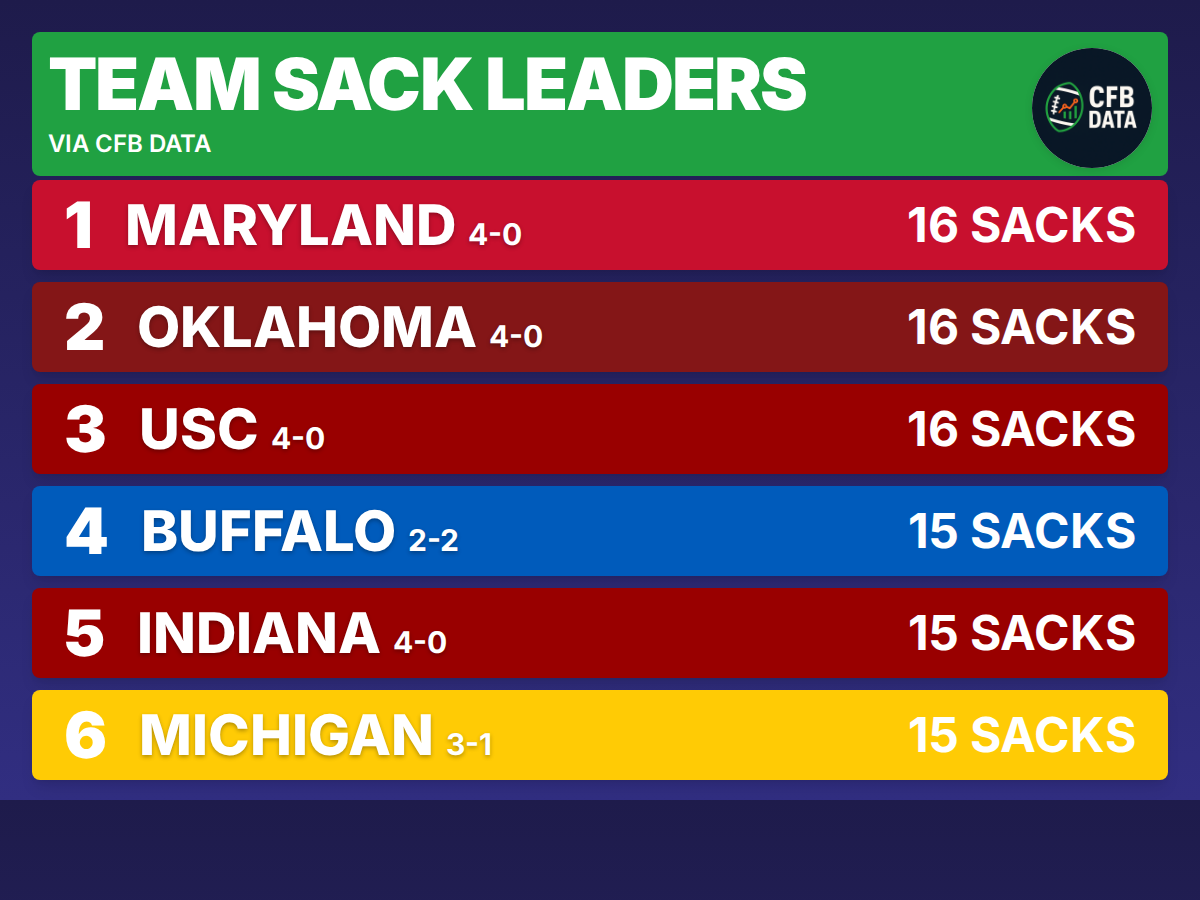 TEAM SACK LEADERS
VIA CFB DATA
CFB
DATA
1 MARYLAND 4-0 16 SACKS
2 OKLAHOMA 4-0 16 SACKS
3 USC 4-0 16 SACKS
4 BUFFALO 2-2 15 SACKS
5 INDIANA 4-0 15 SACKS
6 MICHIGAN 3-1 15 SACKS